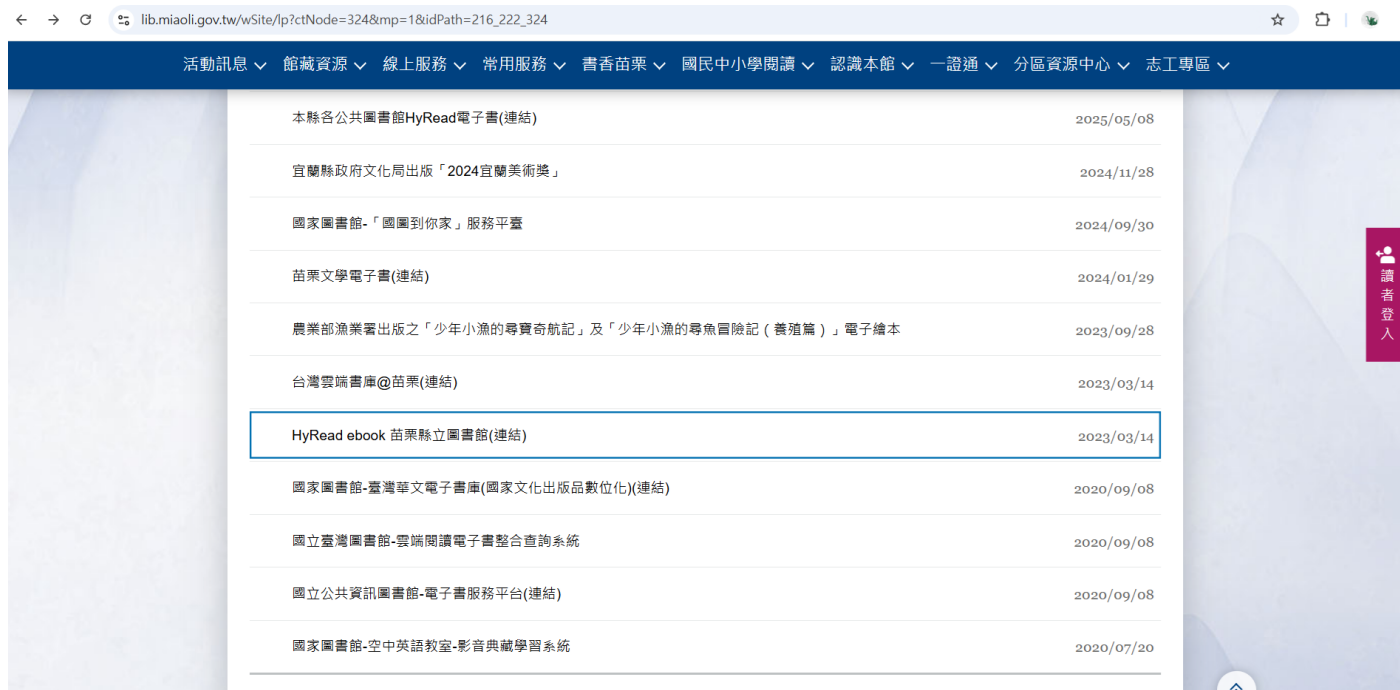 lib.miaoli.gov.tw/wSite/lp?ctNode=324&mp=1&idPath=216_222_324
活動訊息 館藏資源 線上服務 常用服務 書香苗栗 國民中小學閱讀 認識本館 一證通 分區資源中心 志工專區
本縣各公共圖書館HyRead電子書(連結) 2025/05/08
宜蘭縣政府文化局出版「2024宜蘭美術獎」 2024/11/28
國家圖書館-「國圖到你家」服務平臺 2024/09/30
苗栗文學電子書(連結) 2024/01/29
農業部漁業署出版之「少年小漁的尋寶奇航記」及「少年小漁的尋魚冒險記(養殖篇)」電子繪本 2023/09/28
台灣雲端書庫@苗栗(連結) 2023/03/14
HyRead ebook 苗栗縣立圖書館(連結) 2023/03/14
國家圖書館-臺灣華文電子書庫(國家文化出版品數位化)(連結) 2020/09/08
國立臺灣圖書館-雲端閱讀電子書整合查詢系統 2020/09/08
國立公共資訊圖書館-電子書服務平台(連結) 2020/09/08
國家圖書館-空中英語教室-影音典藏學習系統 2020/07/20
讀者登入